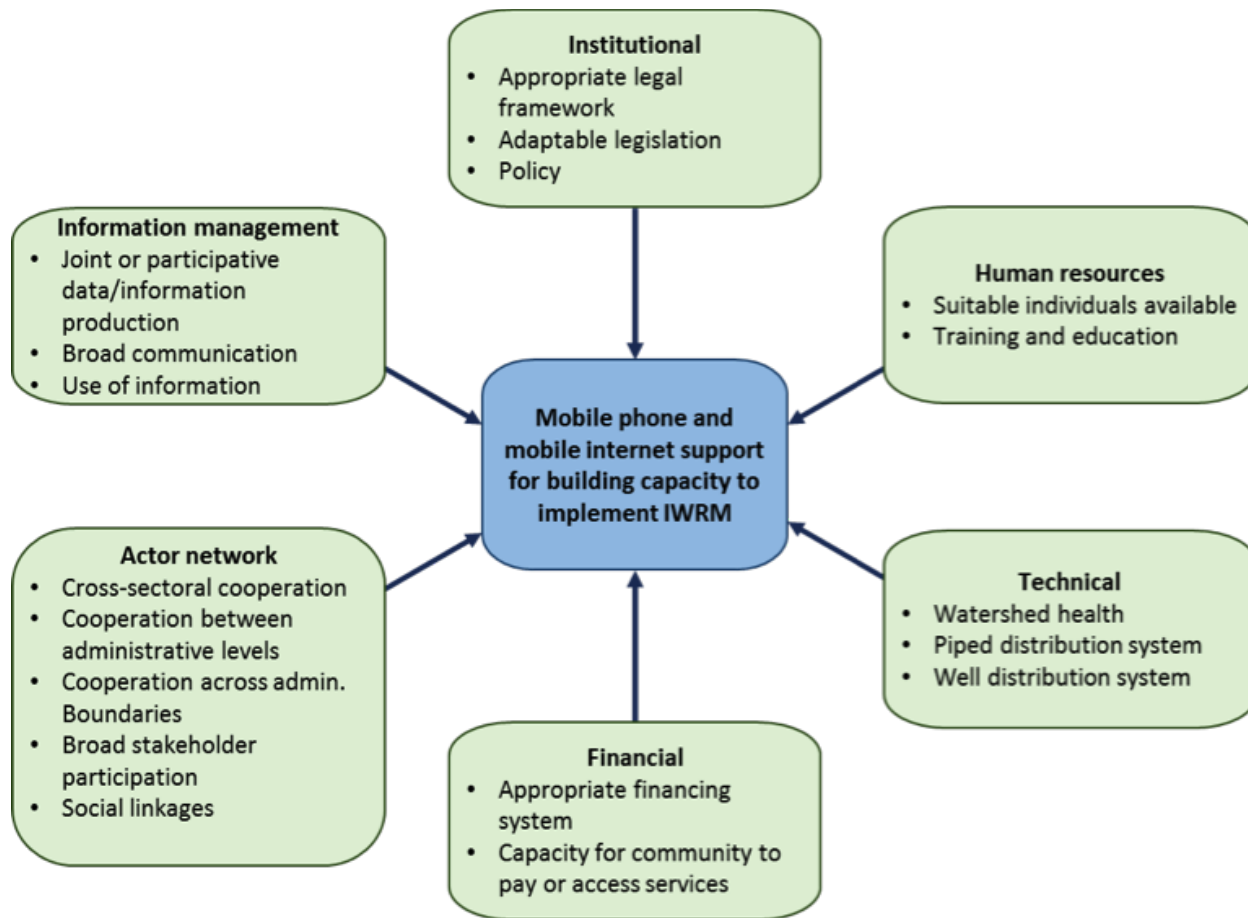 Institutional
• Appropriate legal
framework
• Adaptable legislation
• Policy
Information management
• Joint or participative
data/information
production
• Broad communication
• Use of information
Human resources
• Suitable individuals available
• Training and education
Mobile phone and
mobile internet support
for building capacity to
implement IWRM
Actor network
• Cross-sectoral cooperation
• Cooperation between
administrative levels
• Cooperation across admin.
Boundaries
• Broad stakeholder
participation
• Social linkages
Technical
• Watershed health
• Piped distribution system
• Well distribution system
Financial
• Appropriate financing
system
• Capacity for community to
pay or access services